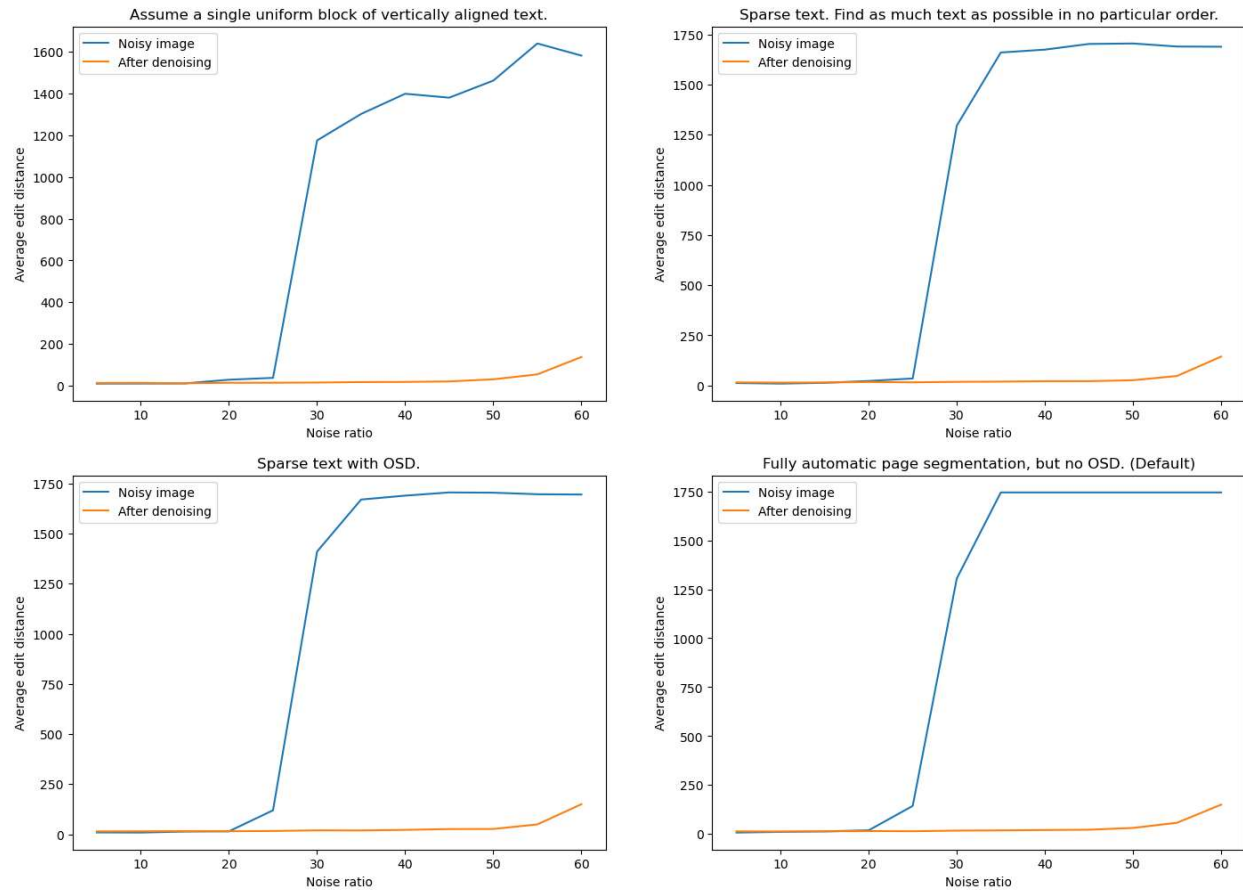 Assume a single uniform block of vertically aligned text.
Noisy image
After denoising
1600
1400
1200
1000
800
600
400
200
0
Average edit distance
10 20 30 40 50 60
Noise ratio
Sparse text. Find as much text as possible in no particular order.
Noisy image
After denoising
1750
1500
1250
1000
750
500
250
0
Average edit distance
10 20 30 40 50 60
Noise ratio
Sparse text with OSD.
Noisy image
After denoising
1750
1500
1250
1000
750
500
250
0
Average edit distance
10 20 30 40 50 60
Noise ratio
Fully automatic page segmentation, but no OSD. (Default)
Noisy image
After denoising
1750
1500
1250
1000
750
500
250
0
Average edit distance
10 20 30 40 50 60
Noise ratio